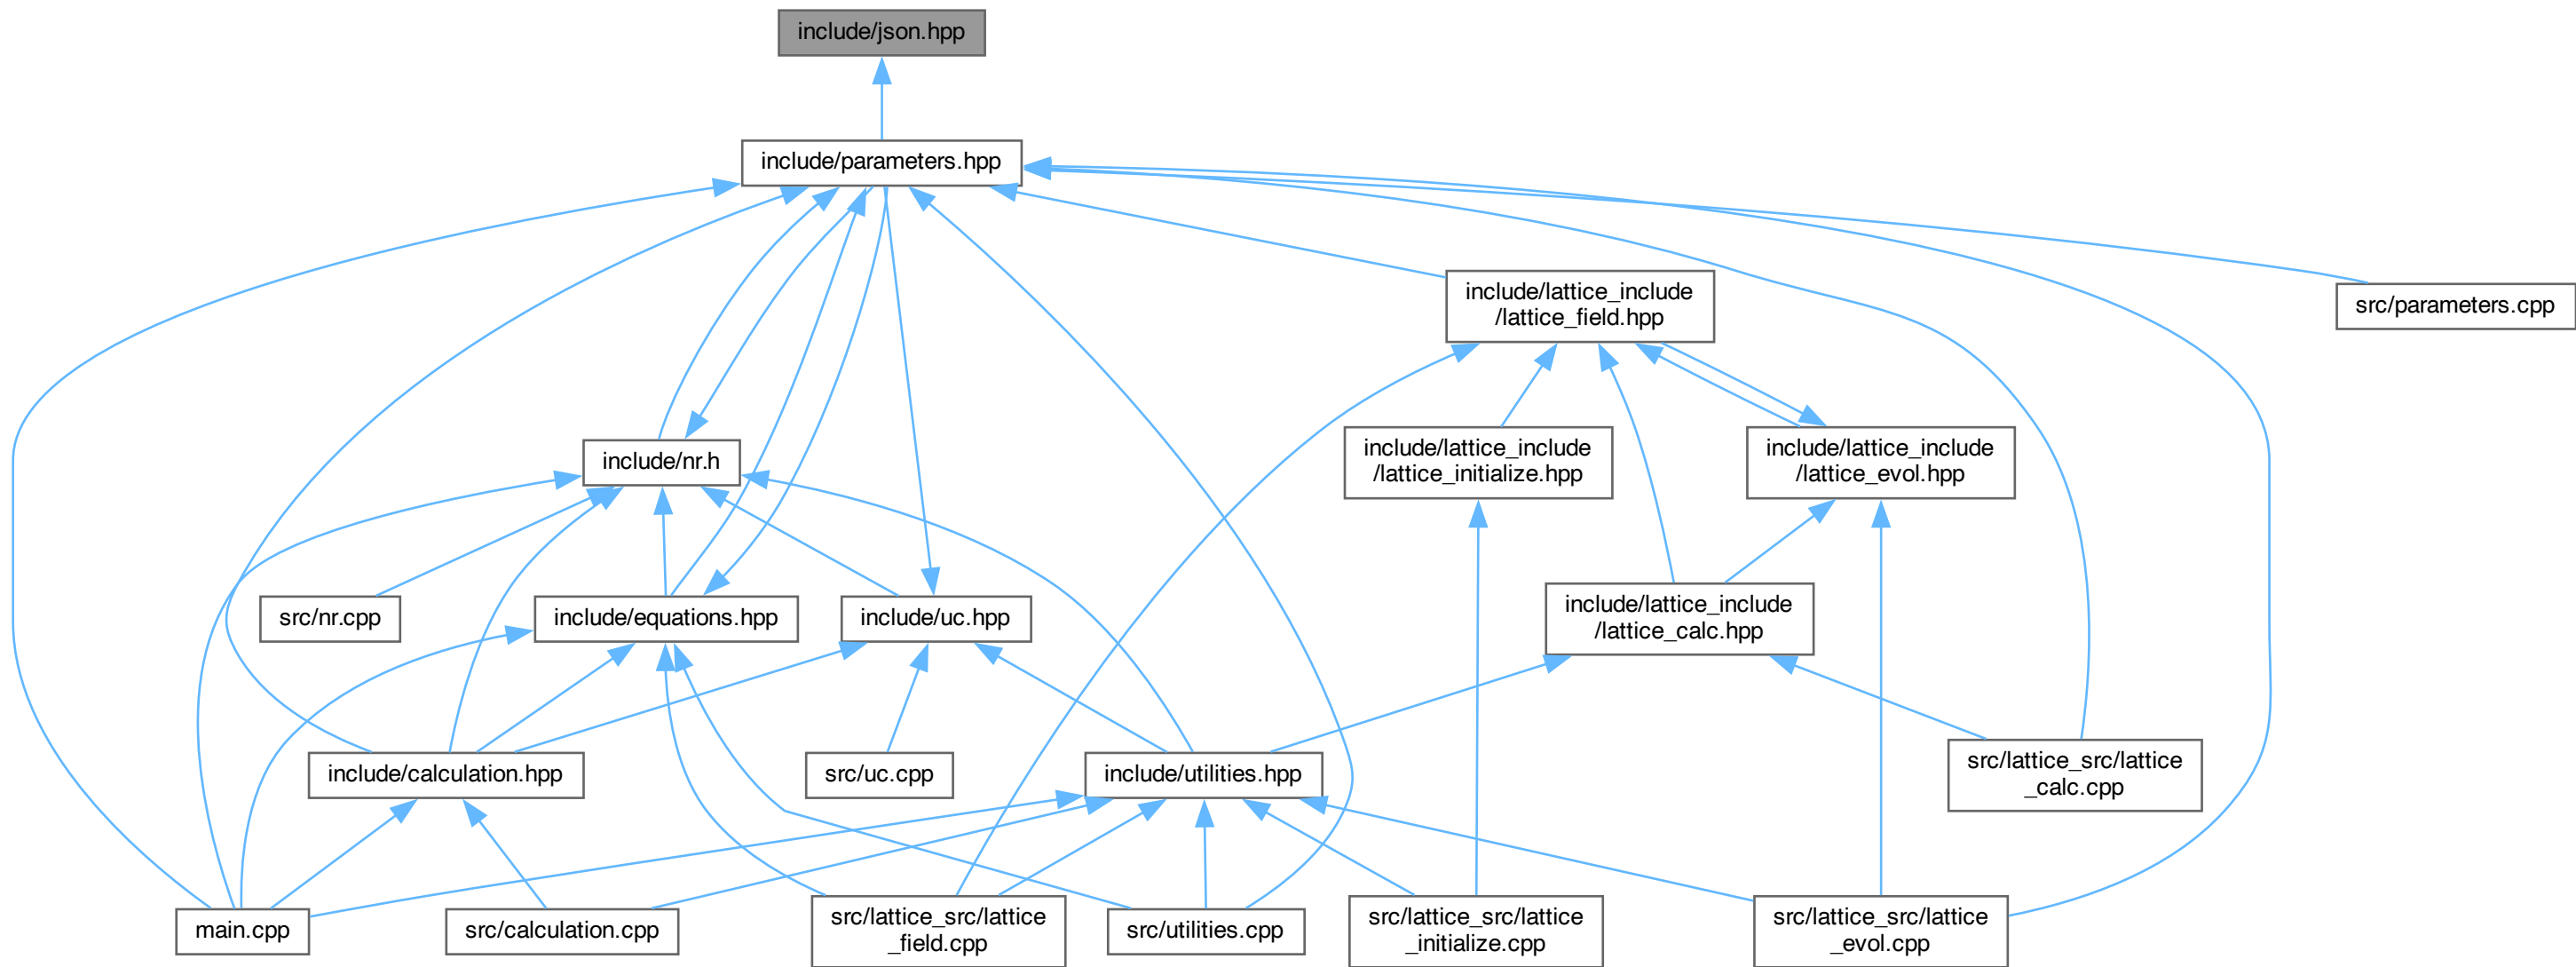 include/json.hpp
include/parameters.hpp
include/lattice_include
/lattice_field.hpp
src/parameters.cpp
include/nr.h
include/lattice_include
/lattice_initialize.hpp
include/lattice_include
/lattice_evol.hpp
src/nr.cpp
include/equations.hpp
include/uc.hpp
include/lattice_include
/lattice_calc.hpp
include/calculation.hpp
src/uc.cpp
include/utilities.hpp
src/lattice_src/lattice
_calc.cpp
main.cpp
src/calculation.cpp
src/lattice_src/lattice
_field.cpp
src/utilities.cpp
src/lattice_src/lattice
_initialize.cpp
src/lattice_src/lattice
_evol.cpp